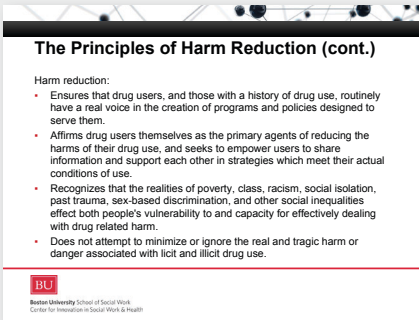 The Principles of Harm Reduction (cont.)
Harm reduction:
• Ensures that drug users, and those with a history of drug use, routinely
have a real voice in the creation of programs and policies designed to
serve them.
• Affirms drug users themselves as the primary agents of reducing the
harms of their drug use, and seeks to empower users to share
information and support each other in strategies which meet their actual
conditions of use.
• Recognizes that the realities of poverty, class, racism, social isolation,
past trauma, sex-based discrimination, and other social inequalities
effect both people's vulnerability to and capacity for effectively dealing
with drug related harm.
• Does not attempt to minimize or ignore the real and tragic harm or
danger associated with licit and illicit drug use.
BU
Boston University School of Social Work
Center for Innovation in Social Work & Health